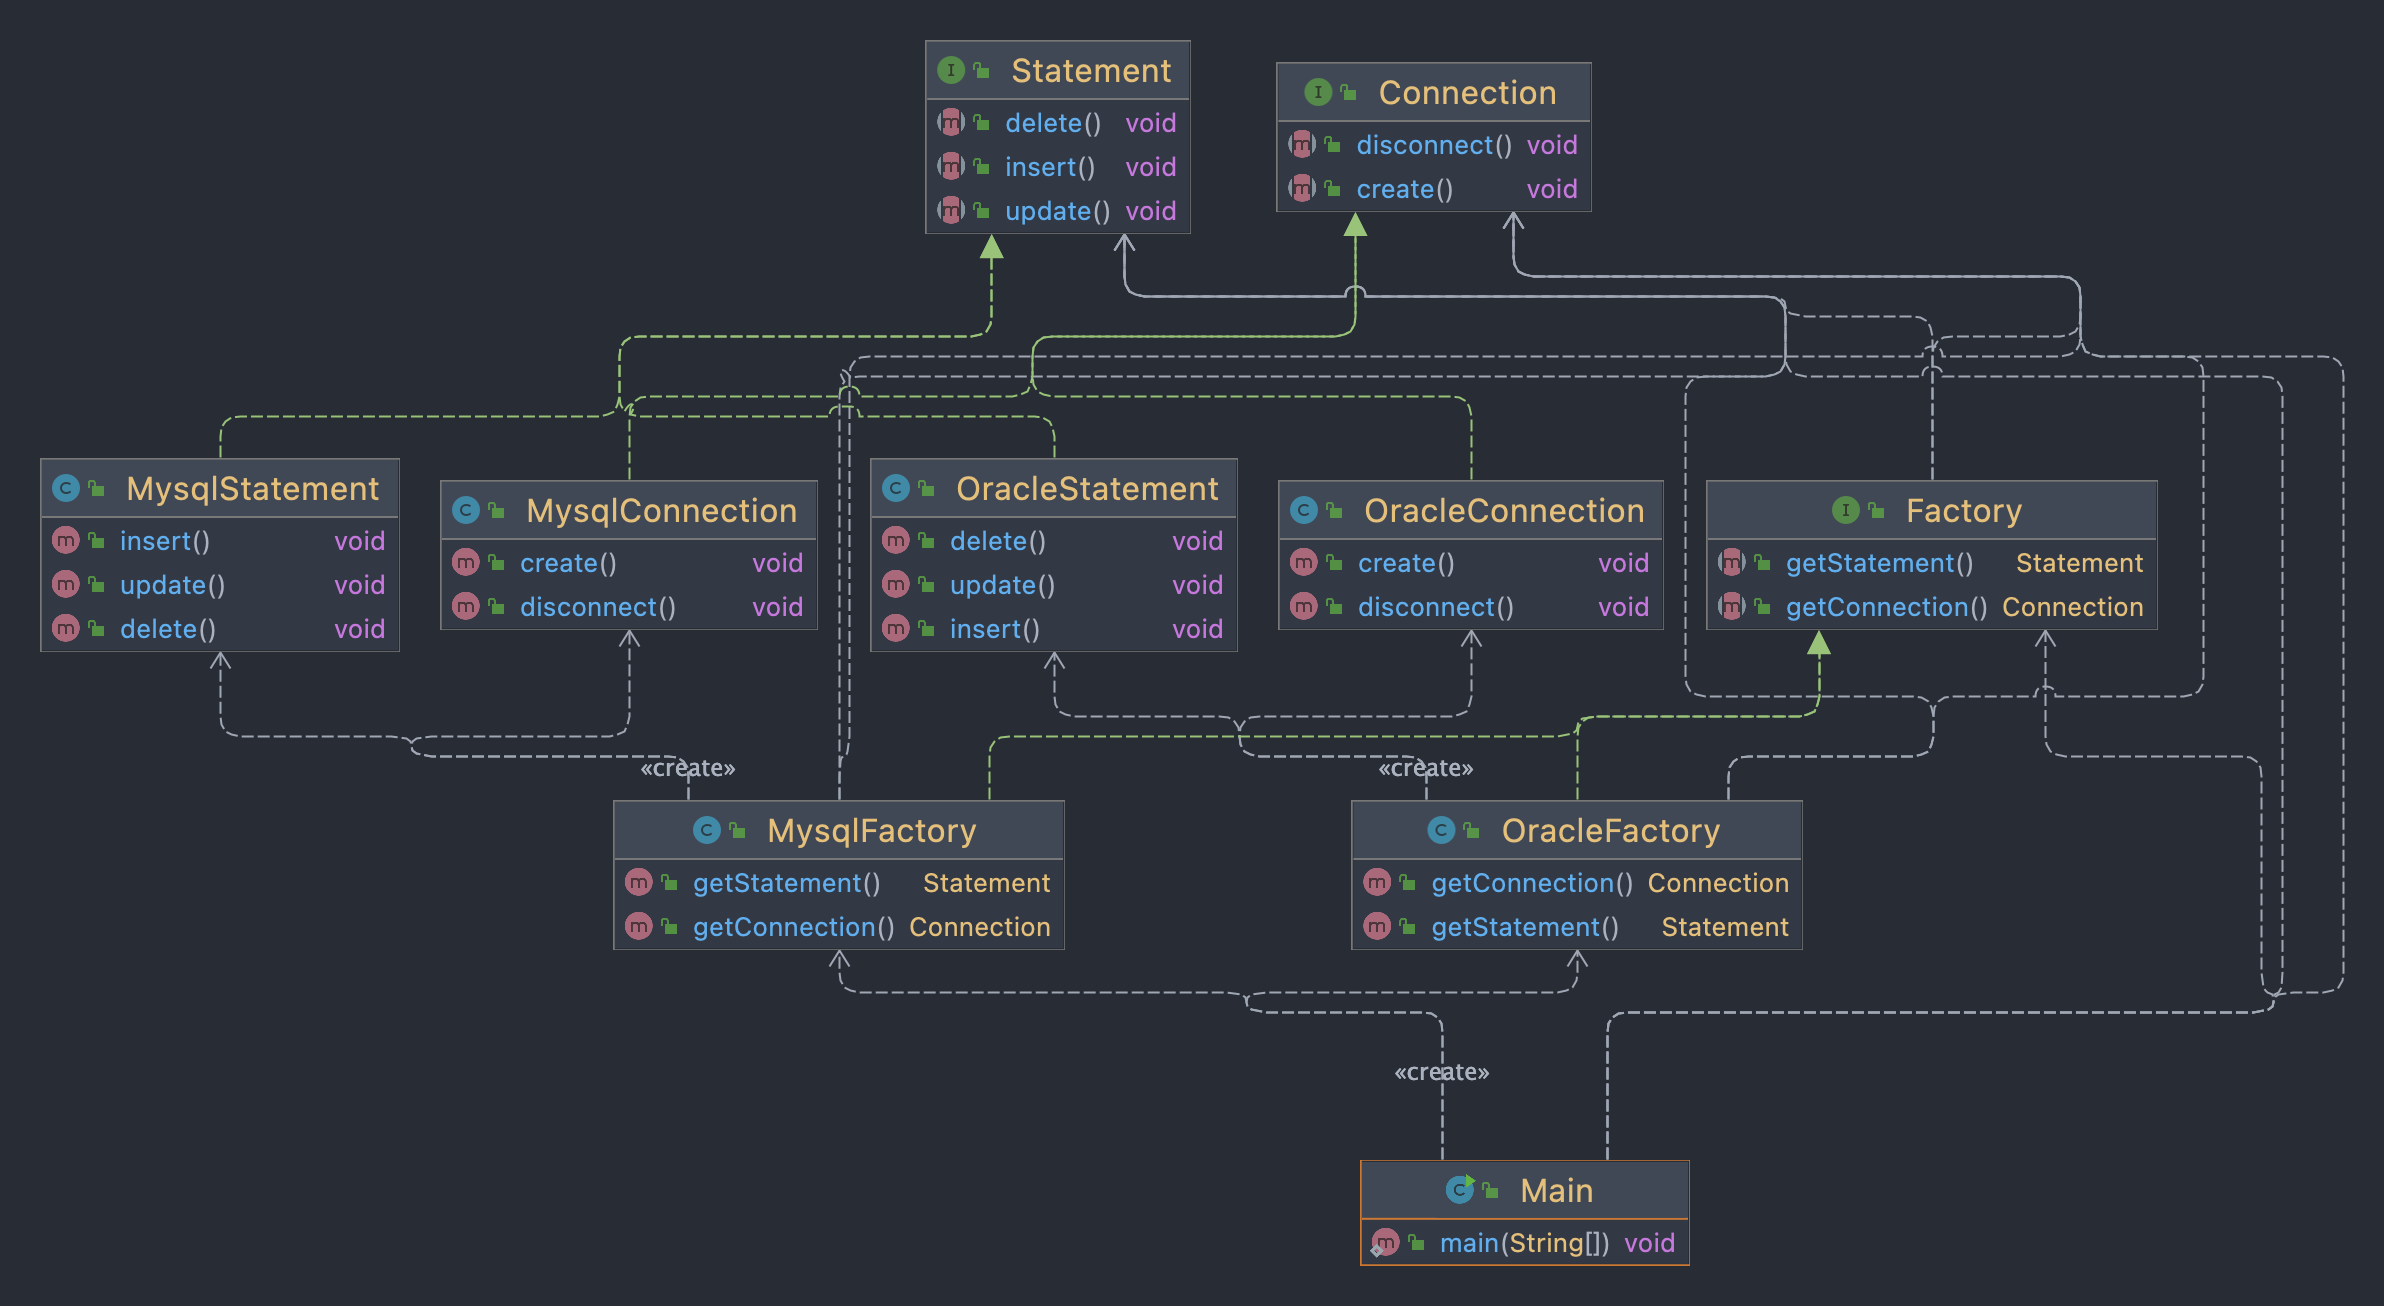 Statement
delete() void
insert() void
update() void
Connection
disconnect() void
create() void
MysqlStatement
insert() void
update() void
delete() void
MysqlConnection
create() void
disconnect() void
OracleStatement
delete() void
update() void
insert() void
OracleConnection
create() void
disconnect() void
Factory
getStatement() Statement
getConnection() Connection
«create»
«create»
MysqlFactory
getStatement() Statement
getConnection() Connection
OracleFactory
getConnection() Connection
getStatement() Statement
«create»
Main
main(String[]) void